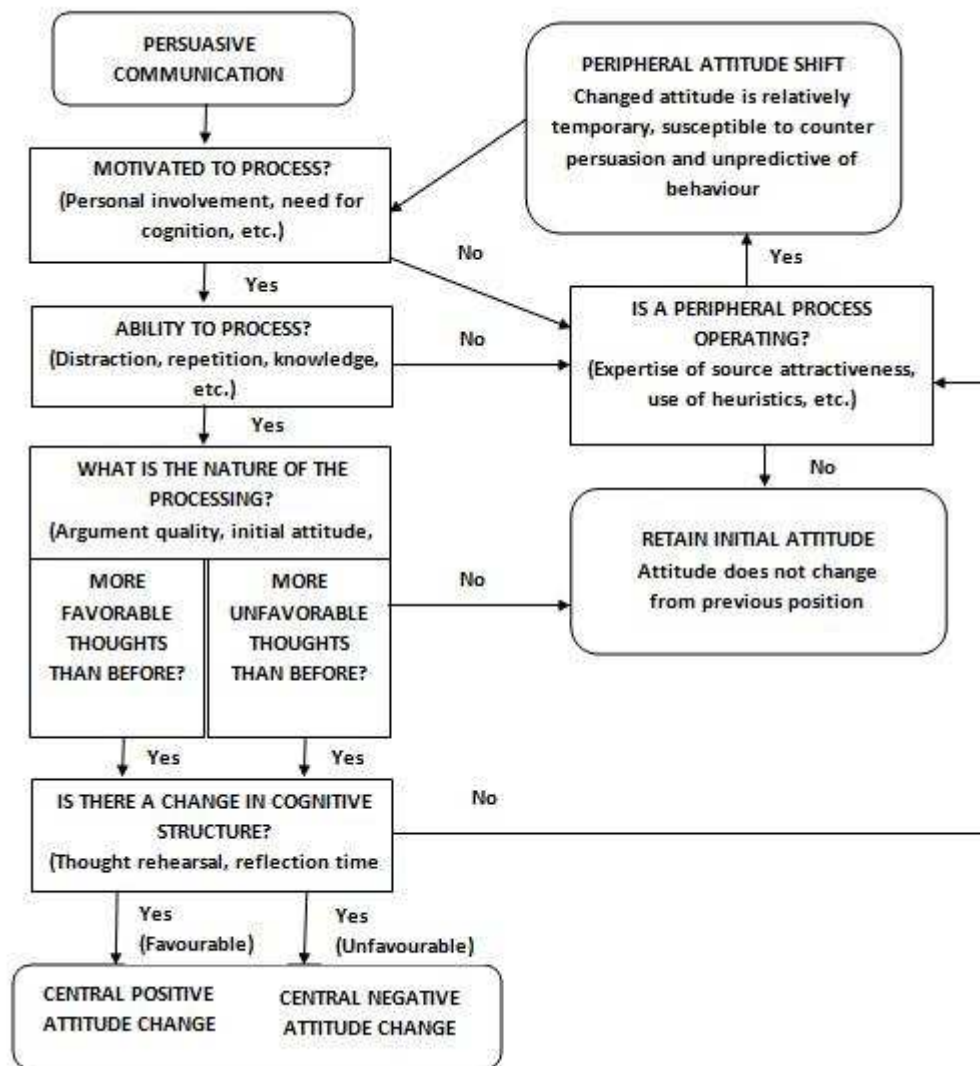 PERSUASIVE
COMMUNICATION
PERIPHERAL ATTITUDE SHIFT
Changed attitude is relatively
temporary, susceptible to counter
persuasion and unpredictive of
behaviour
MOTIVATED TO PROCESS?
(Personal involvement, need for
cognition, etc.)
No
Yes
Yes
IS A PERIPHERAL PROCESS
OPERATING?
(Expertise of source attractiveness,
use of heuristics, etc.)
ABILITY TO PROCESS?
(Distraction, repetition, knowledge,
etc.)
No
Yes
No
WHAT IS THE NATURE OF THE
PROCESSING?
(Argument quality, initial attitude,
MORE
FAVORABLE
THOUGHTS
THAN BEFORE?
MORE
UNFAVORABLE
THOUGHTS
THAN BEFORE?
No
RETAIN INITIAL ATTITUDE
Attitude does not change
from previous position
Yes
Yes
IS THERE A CHANGE IN COGNITIVE
STRUCTURE?
(Thought rehearsal, reflection time
No
Yes
(Favourable)
Yes
(Unfavourable)
CENTRAL POSITIVE
ATTITUDE CHANGE
CENTRAL NEGATIVE
ATTITUDE CHANGE